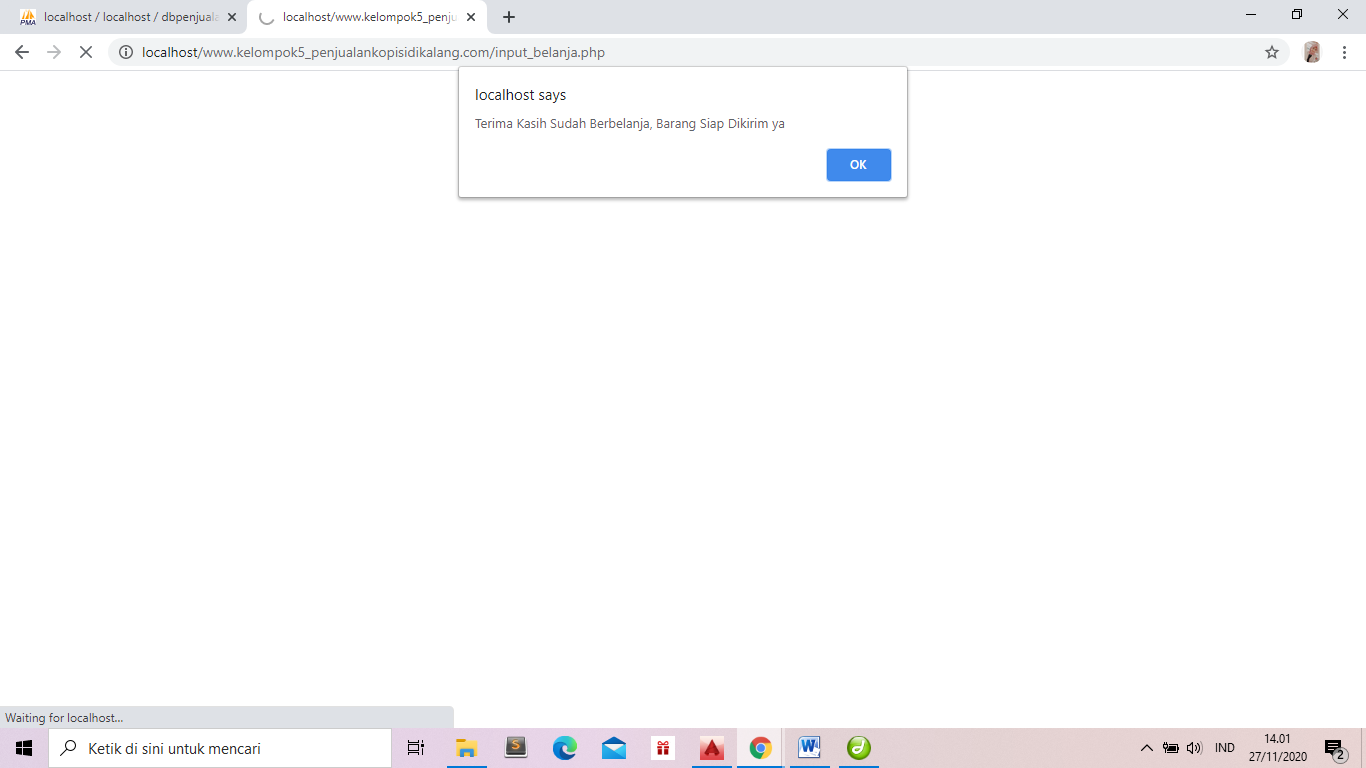 localhost / localhost / dbpenjuala
localhost/www.kelompok5_penju
localhost/www.kelompok5_penjualankopisidikalang.com/input_belanja.php
localhost says
Terima Kasih Sudah Berbelanja, Barang Siap Dikirim ya
OK
Waiting for localhost...
Ketik di sini untuk mencari
IND
14.01
27/11/2020
2